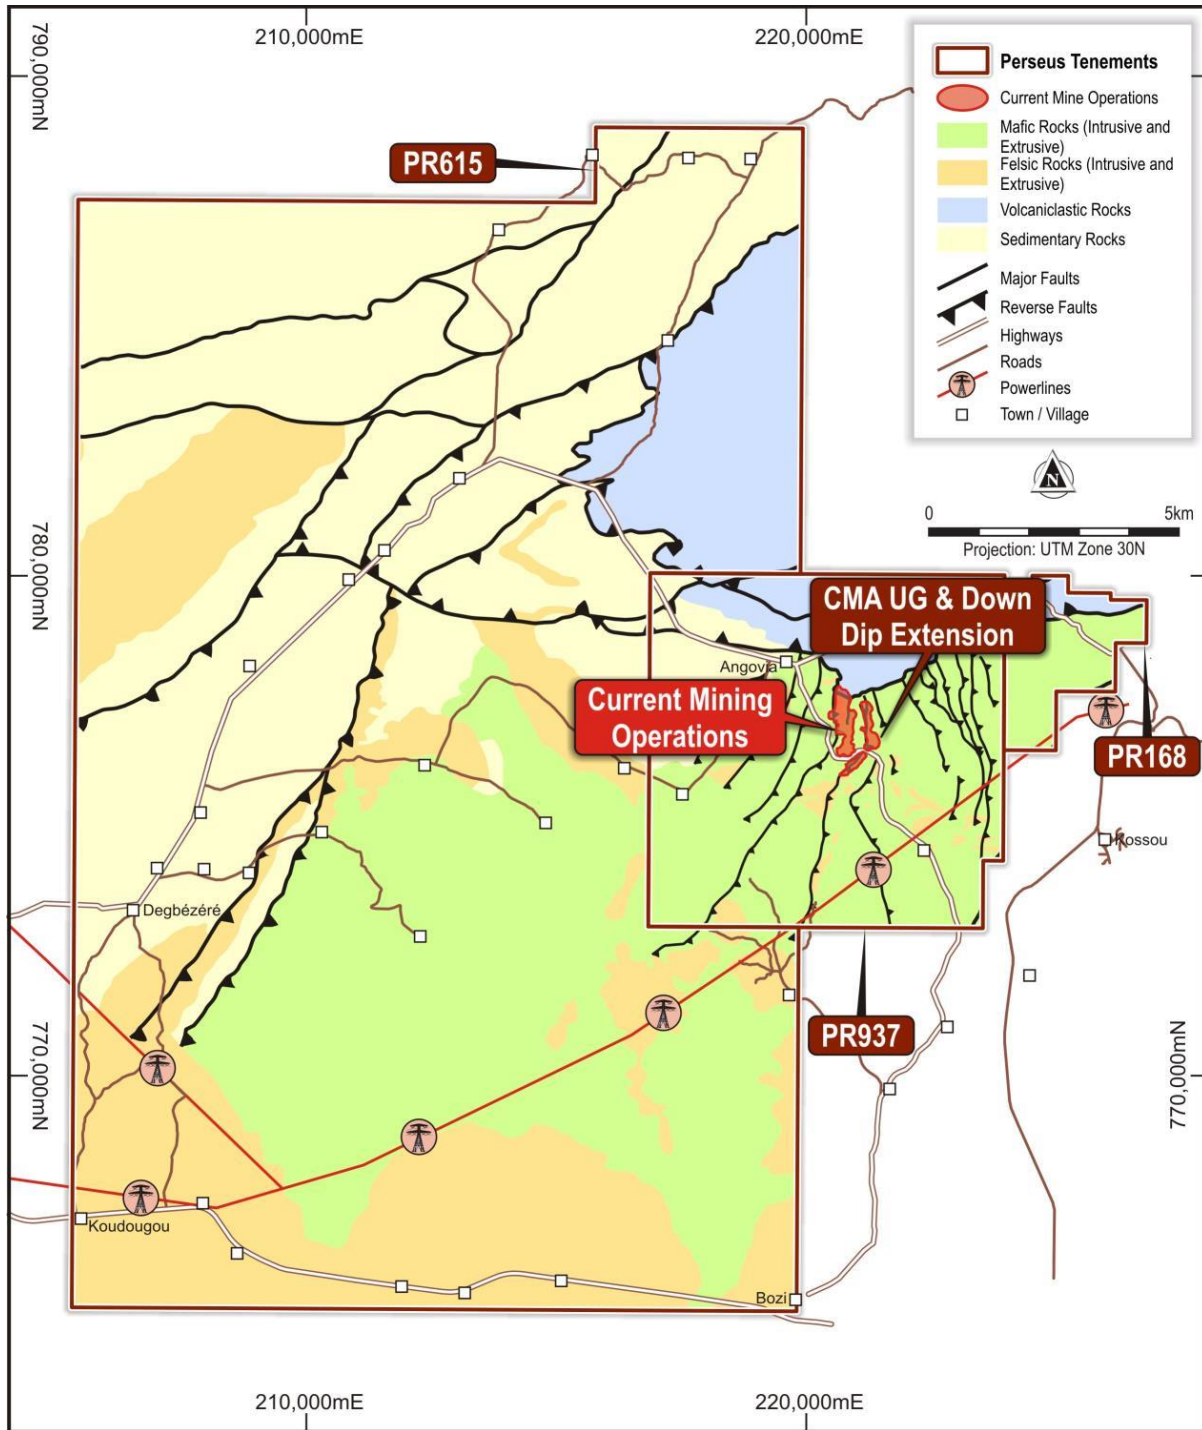 210,000mE
220,000mE
790,000mN
Perseus Tenements
Current Mine Operations
Mafic Rocks (Intrusive and
Extrusive)
Felsic Rocks (Intrusive and
Extrusive)
Volcaniclastic Rocks
Sedimentary Rocks
Major Faults
Reverse Faults
Highways
Roads
Powerlines
Town / Village
PR615
N
0
5km
Projection: UTM Zone 30N
780,000mN
CMA UG & Down
Dip Extension
Angovia
Current Mining
Operations
PR168
Kossou
Degbézéré
PR937
770,000mN
770,000mN
Koudougou
Bozi
210,000mE
220,000mE